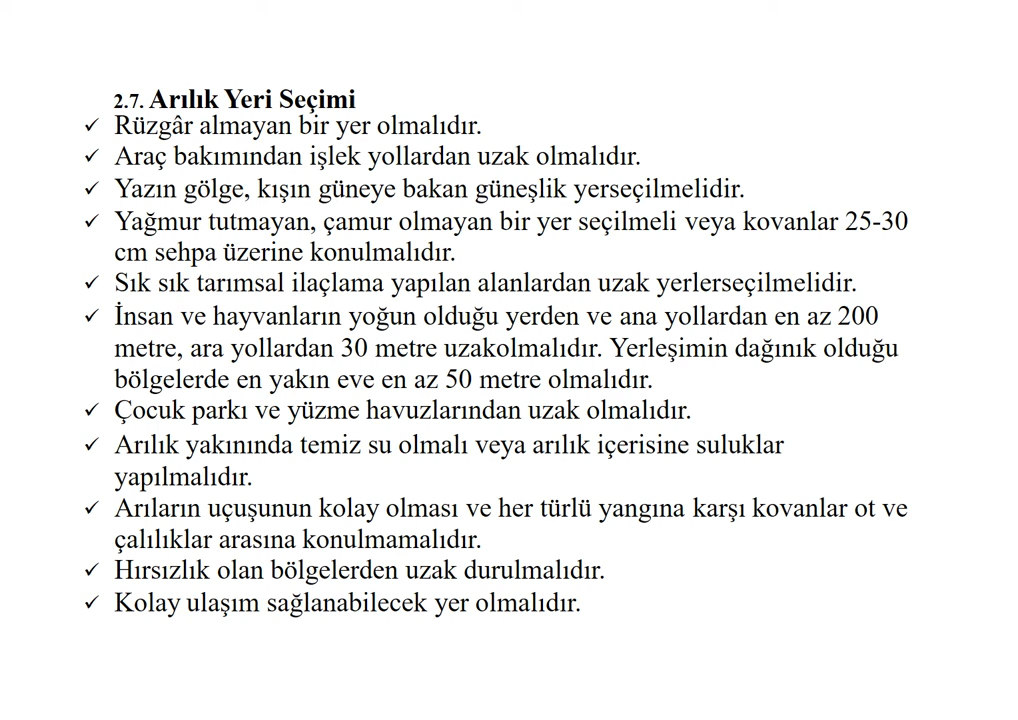 2.7. Arılık Yeri Seçimi
✓ Rüzgâr almayan bir yer olmalıdır.
✓ Araç bakımından işlek yollardan uzak olmalıdır.
✓ Yazın gölge, kışın güneye bakan güneşlik yerseçilmelidir.
✓ Yağmur tutmayan, çamur olmayan bir yer seçilmeli veya kovanlar 25-30
cm sehpa üzerine konulmalıdır.
✓ Sık sık tarımsal ilaçlama yapılan alanlardan uzak yerlerseçilmelidir.
✓ İnsan ve hayvanların yoğun olduğu yerden ve ana yollardan en az 200
metre, ara yollardan 30 metre uzakolmalıdır. Yerleşimin dağınık olduğu
bölgelerde en yakın eve en az 50 metre olmalıdır.
✓ Çocuk parkı ve yüzme havuzlarından uzak olmalıdır.
✓ Arılık yakınında temiz su olmalı veya arılık içerisine suluklar
yapılmalıdır.
✓ Arıların uçuşunun kolay olması ve her türlü yangına karşı kovanlar ot ve
çalılıklar arasına konulmamalıdır.
✓ Hırsızlık olan bölgelerden uzak durulmalıdır.
✓ Kolay ulaşım sağlanabilecek yer olmalıdır.